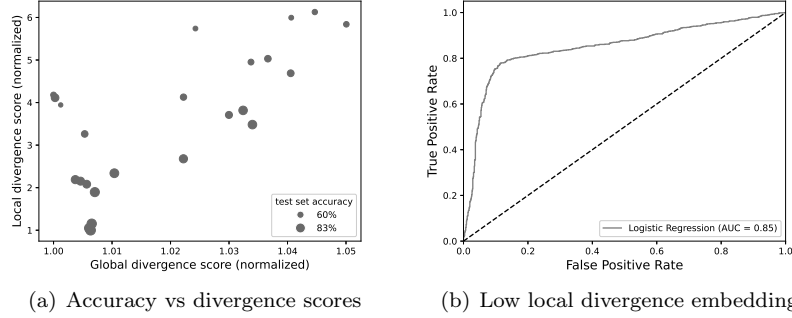 6
5
4
3
2
1
Local divergence score (normalized)
1.00 1.01 1.02 1.03 1.04 1.05
Global divergence score (normalized)
test set accuracy
60%
83%
(a) Accuracy vs divergence scores
1.0
0.8
0.6
0.4
0.2
0.0
True Positive Rate
0.0 0.2 0.4 0.6 0.8 1.0
False Positive Rate
Logistic Regression (AUC = 0.85)
(b) Low local divergence embedding